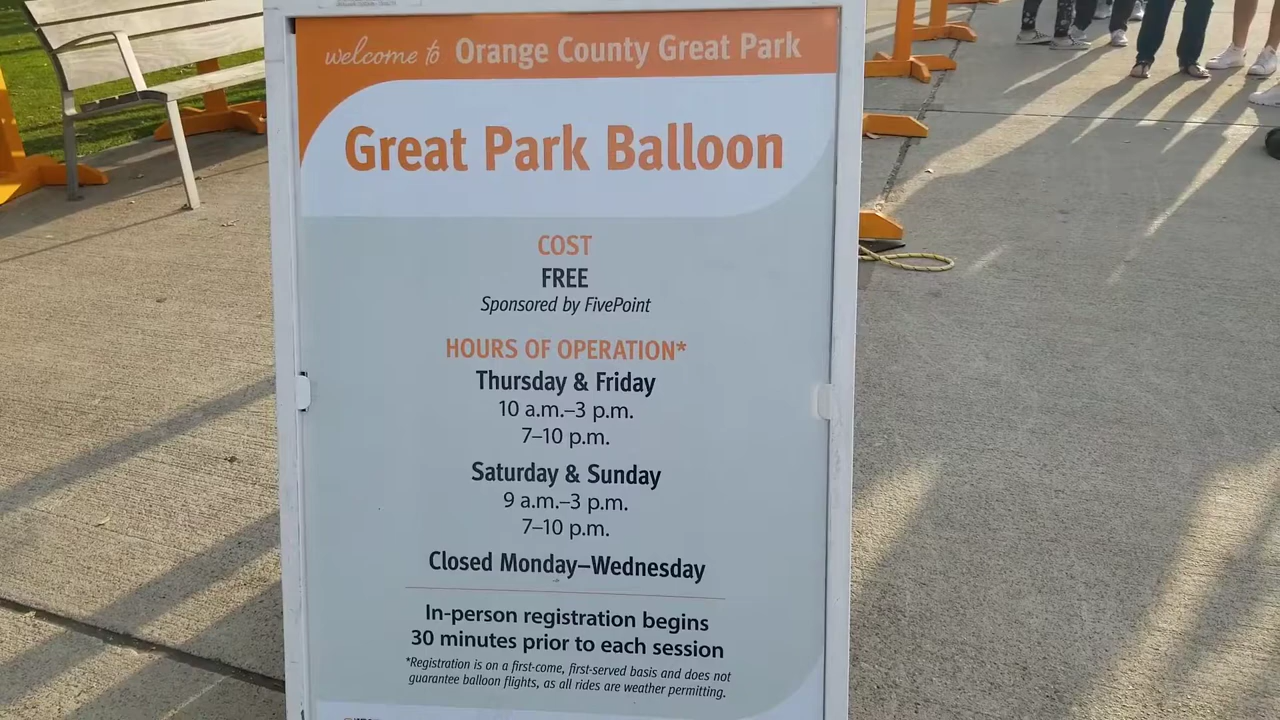 welcome to Orange County Great Park
Great Park Balloon
COST
FREE
Sponsored by FivePoint
HOURS OF OPERATION*
Thursday & Friday
10 a.m.–3 p.m.
7–10 p.m.
Saturday & Sunday
9 a.m.–3 p.m.
7–10 p.m.
Closed Monday–Wednesday
In-person registration begins
30 minutes prior to each session
*Registration is on a first-come, first-served basis and does not
guarantee balloon flights, as all rides are weather permitting.